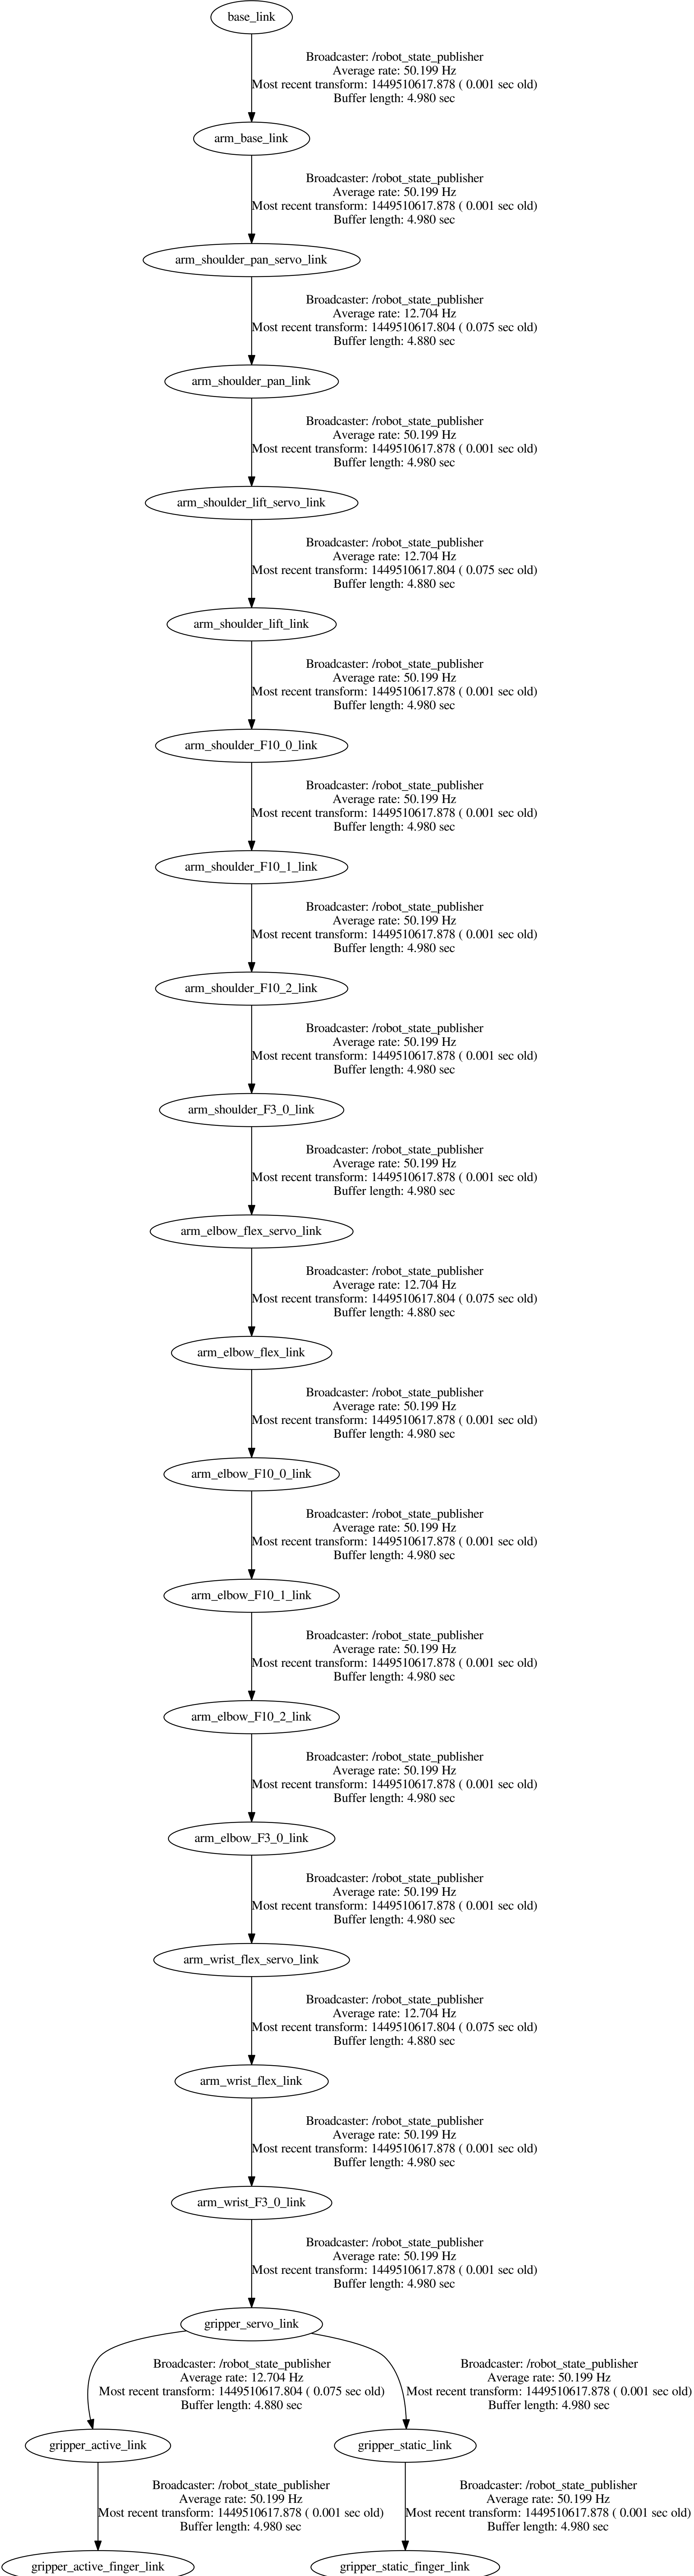 base_link
Broadcaster: /robot_state_publisher
Average rate: 50.199 Hz
Most recent transform: 1449510617.878 ( 0.001 sec old)
Buffer length: 4.980 sec
arm_base_link
Broadcaster: /robot_state_publisher
Average rate: 50.199 Hz
Most recent transform: 1449510617.878 ( 0.001 sec old)
Buffer length: 4.980 sec
arm_shoulder_pan_servo_link
Broadcaster: /robot_state_publisher
Average rate: 12.704 Hz
Most recent transform: 1449510617.804 ( 0.075 sec old)
Buffer length: 4.880 sec
arm_shoulder_pan_link
Broadcaster: /robot_state_publisher
Average rate: 50.199 Hz
Most recent transform: 1449510617.878 ( 0.001 sec old)
Buffer length: 4.980 sec
arm_shoulder_lift_servo_link
Broadcaster: /robot_state_publisher
Average rate: 12.704 Hz
Most recent transform: 1449510617.804 ( 0.075 sec old)
Buffer length: 4.880 sec
arm_shoulder_lift_link
Broadcaster: /robot_state_publisher
Average rate: 50.199 Hz
Most recent transform: 1449510617.878 ( 0.001 sec old)
Buffer length: 4.980 sec
arm_shoulder_F10_0_link
Broadcaster: /robot_state_publisher
Average rate: 50.199 Hz
Most recent transform: 1449510617.878 ( 0.001 sec old)
Buffer length: 4.980 sec
arm_shoulder_F10_1_link
Broadcaster: /robot_state_publisher
Average rate: 50.199 Hz
Most recent transform: 1449510617.878 ( 0.001 sec old)
Buffer length: 4.980 sec
arm_shoulder_F10_2_link
Broadcaster: /robot_state_publisher
Average rate: 50.199 Hz
Most recent transform: 1449510617.878 ( 0.001 sec old)
Buffer length: 4.980 sec
arm_shoulder_F3_0_link
Broadcaster: /robot_state_publisher
Average rate: 50.199 Hz
Most recent transform: 1449510617.878 ( 0.001 sec old)
Buffer length: 4.980 sec
arm_elbow_flex_servo_link
Broadcaster: /robot_state_publisher
Average rate: 12.704 Hz
Most recent transform: 1449510617.804 ( 0.075 sec old)
Buffer length: 4.880 sec
arm_elbow_flex_link
Broadcaster: /robot_state_publisher
Average rate: 50.199 Hz
Most recent transform: 1449510617.878 ( 0.001 sec old)
Buffer length: 4.980 sec
arm_elbow_F10_0_link
Broadcaster: /robot_state_publisher
Average rate: 50.199 Hz
Most recent transform: 1449510617.878 ( 0.001 sec old)
Buffer length: 4.980 sec
arm_elbow_F10_1_link
Broadcaster: /robot_state_publisher
Average rate: 50.199 Hz
Most recent transform: 1449510617.878 ( 0.001 sec old)
Buffer length: 4.980 sec
arm_elbow_F10_2_link
Broadcaster: /robot_state_publisher
Average rate: 50.199 Hz
Most recent transform: 1449510617.878 ( 0.001 sec old)
Buffer length: 4.980 sec
arm_elbow_F3_0_link
Broadcaster: /robot_state_publisher
Average rate: 50.199 Hz
Most recent transform: 1449510617.878 ( 0.001 sec old)
Buffer length: 4.980 sec
arm_wrist_flex_servo_link
Broadcaster: /robot_state_publisher
Average rate: 12.704 Hz
Most recent transform: 1449510617.804 ( 0.075 sec old)
Buffer length: 4.880 sec
arm_wrist_flex_link
Broadcaster: /robot_state_publisher
Average rate: 50.199 Hz
Most recent transform: 1449510617.878 ( 0.001 sec old)
Buffer length: 4.980 sec
arm_wrist_F3_0_link
Broadcaster: /robot_state_publisher
Average rate: 50.199 Hz
Most recent transform: 1449510617.878 ( 0.001 sec old)
Buffer length: 4.980 sec
gripper_servo_link
Broadcaster: /robot_state_publisher
Average rate: 12.704 Hz
Most recent transform: 1449510617.804 ( 0.075 sec old)
Buffer length: 4.880 sec
Broadcaster: /robot_state_publisher
Average rate: 50.199 Hz
Most recent transform: 1449510617.878 ( 0.001 sec old)
Buffer length: 4.980 sec
gripper_active_link
gripper_static_link
Broadcaster: /robot_state_publisher
Average rate: 50.199 Hz
Most recent transform: 1449510617.878 ( 0.001 sec old)
Buffer length: 4.980 sec
Broadcaster: /robot_state_publisher
Average rate: 50.199 Hz
Most recent transform: 1449510617.878 ( 0.001 sec old)
Buffer length: 4.980 sec
gripper_active_finger_link
gripper_static_finger_link